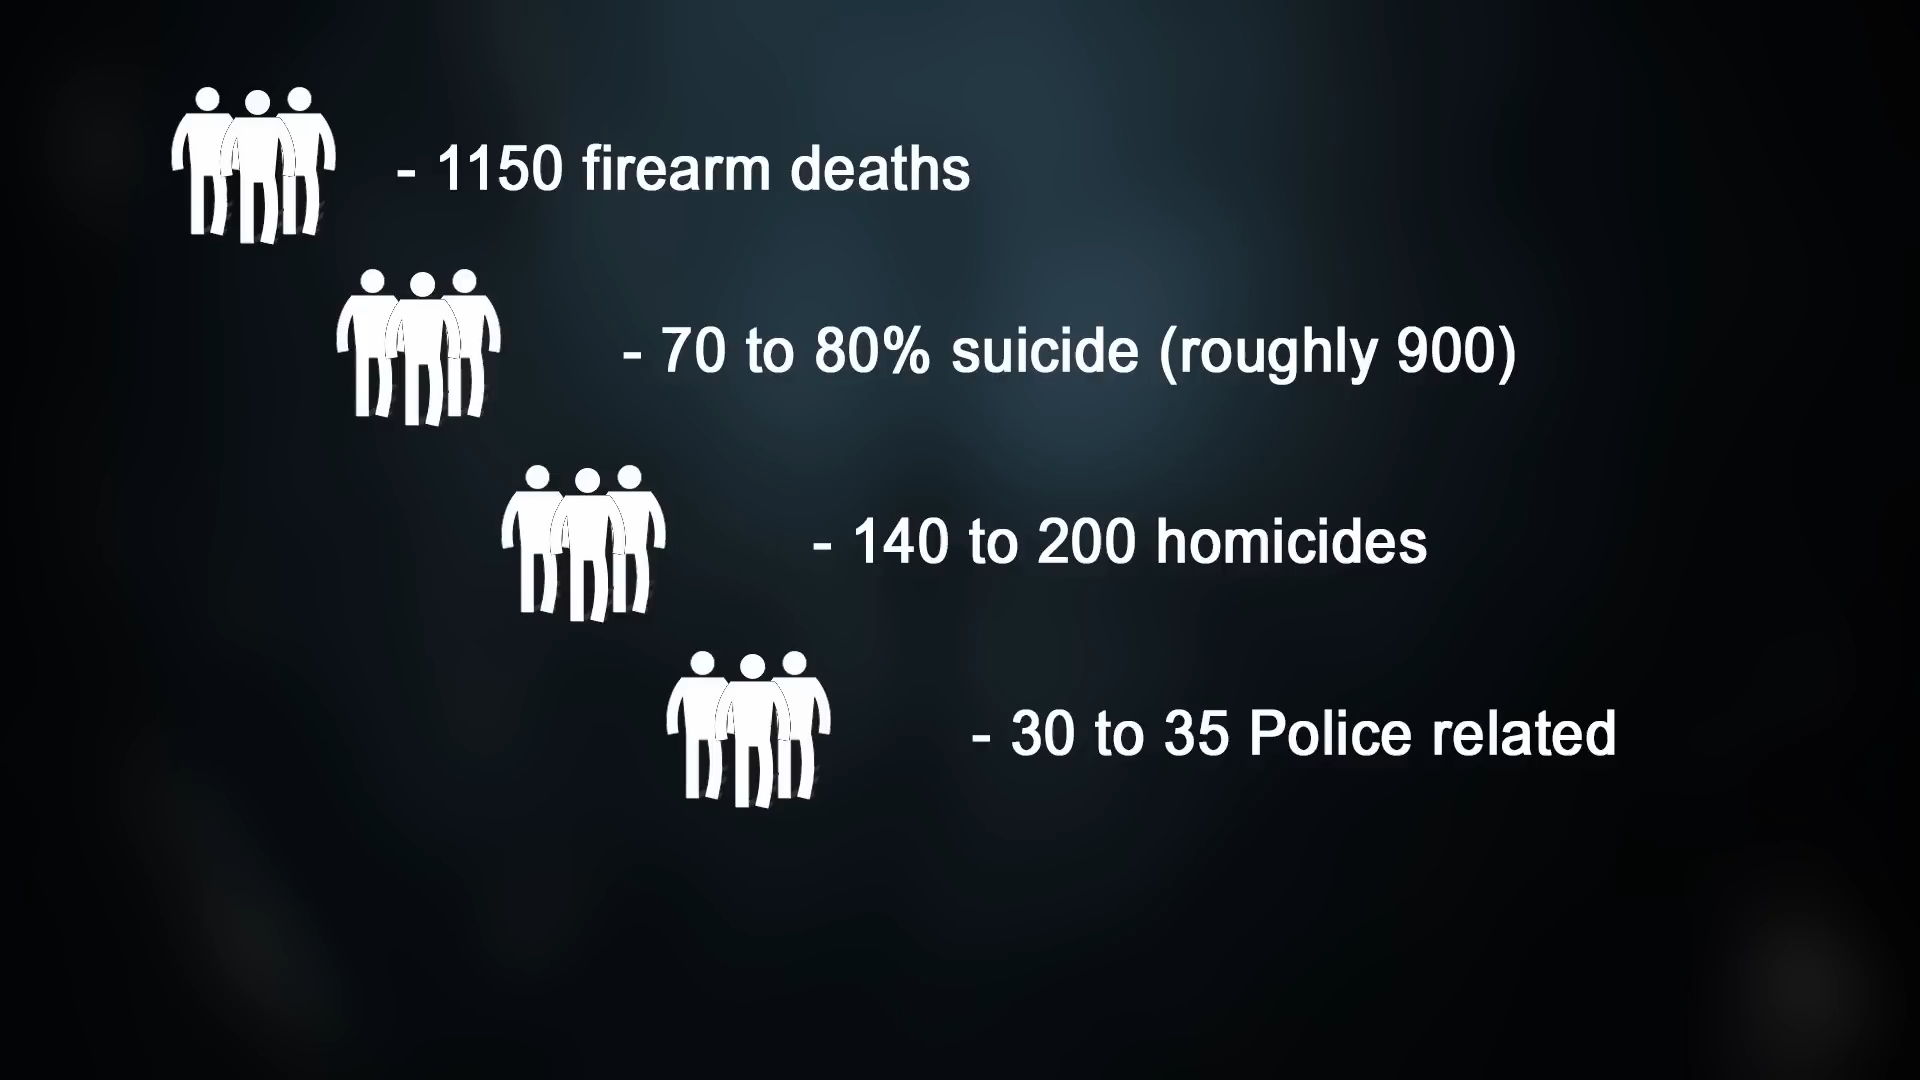 - 1150 firearm deaths
- 70 to 80% suicide (roughly 900)
- 140 to 200 homicides
- 30 to 35 Police related